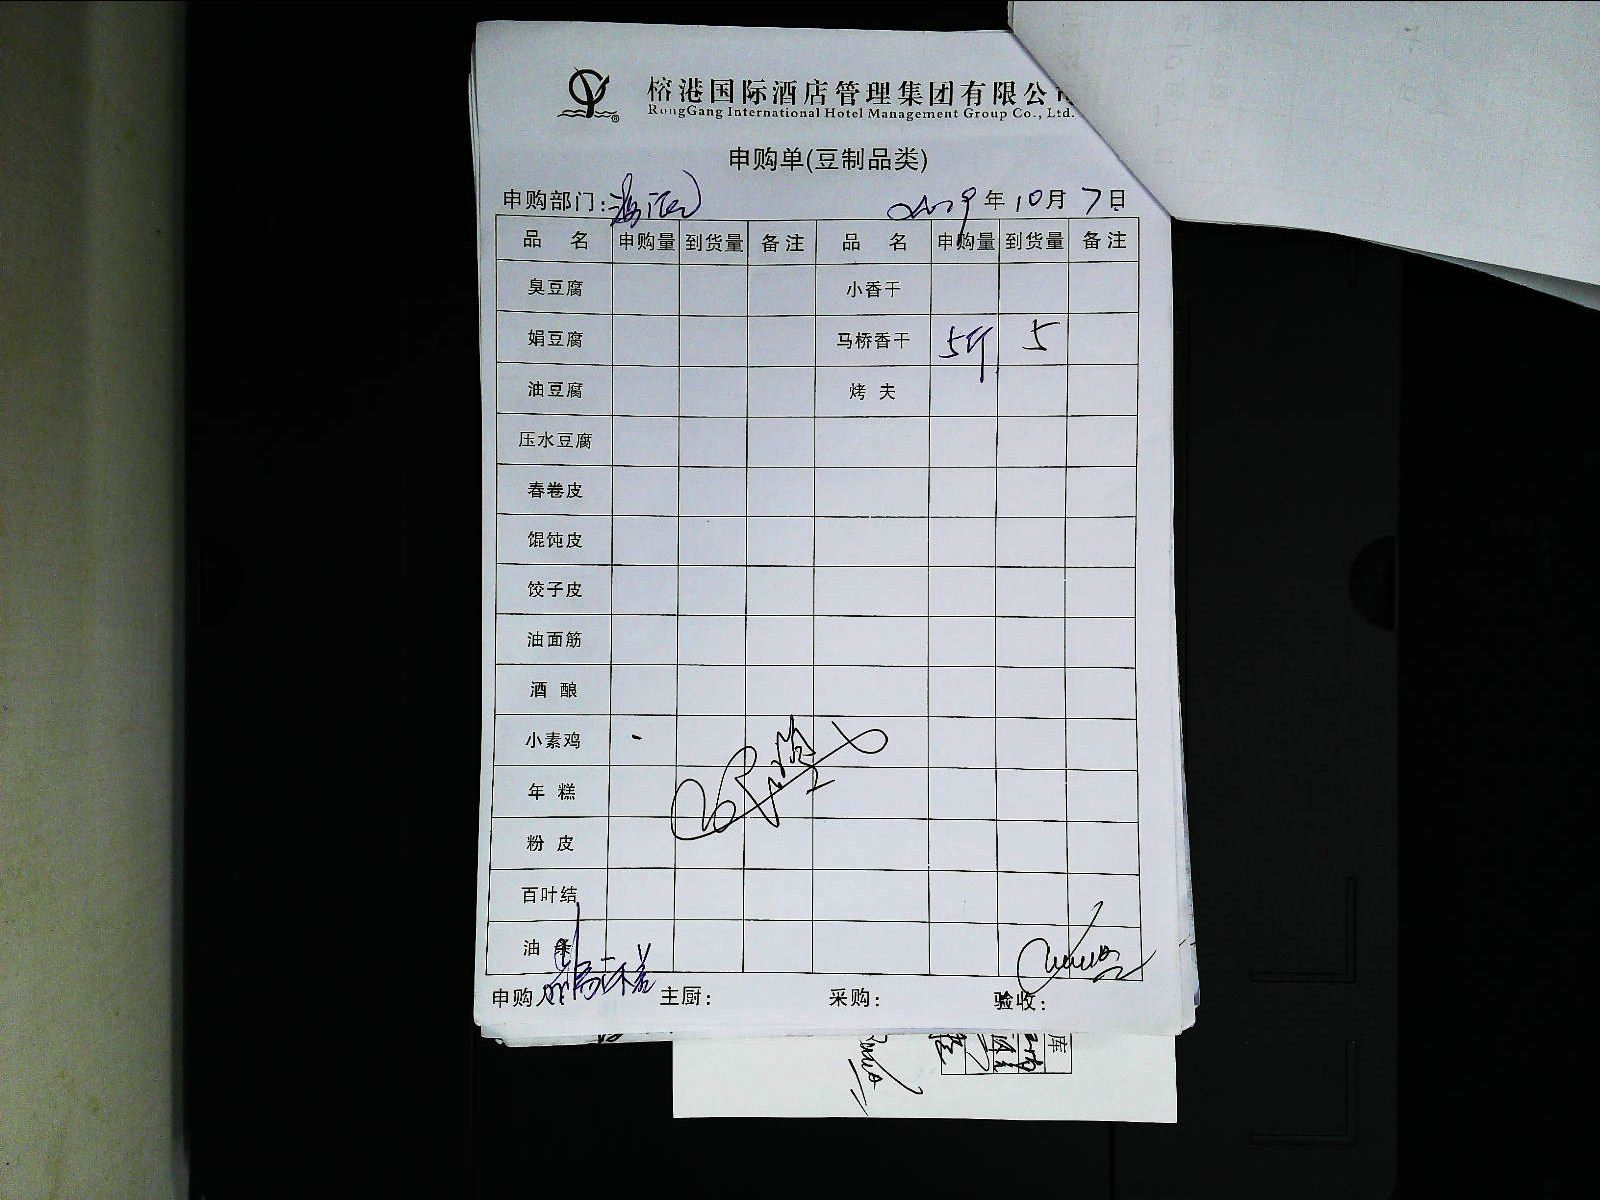 榕港国际酒店管理集团有限公
RongGang International Hotel Management Group Co., Ltd.
申购单(豆制品类)
申购部门: 2019年10月7日
品名 申购量 到货量 备注 品名 申购量 到货量 备注
臭豆腐 小香干
娟豆腐 马桥香干 5斤 5
油豆腐 烤夫
压水豆腐
春卷皮
馄饨皮
饺子皮
油面筋
酒酿
小素鸡 -
年糕
粉皮
百叶结
油条
申购人 主厨: 采购: 验收:
库